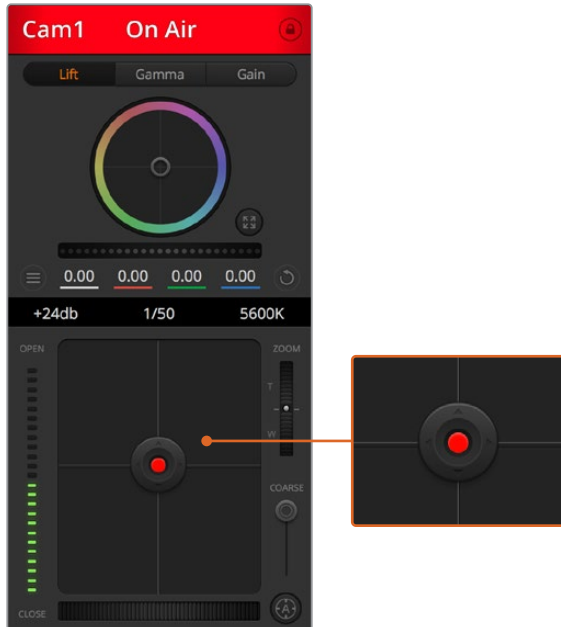 Cam1 On Air
Lift Gamma Gain
0.00 0.00 0.00 0.00
+24db 1/50 5600K
OPEN ZOOM
T
W
COARSE
CLOSE A